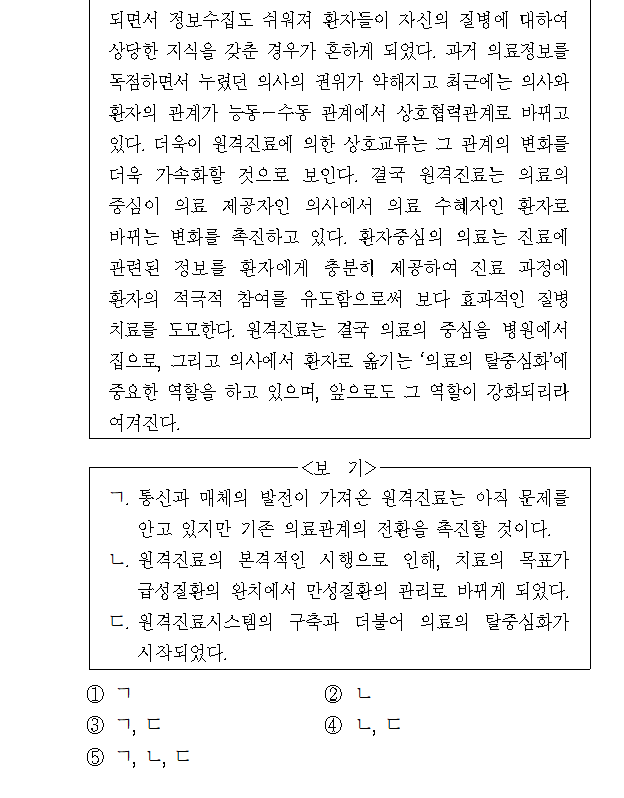 되면서 정보수집도 쉬워져 환자들이 자신의 질병에 대하여
상당한 지식을 갖춘 경우가 흔하게 되었다. 과거 의료정보를
독점하면서 누렸던 의사의 권위가 약해지고 최근에는 의사와
환자의 관계가 능동－수동 관계에서 상호협력관계로 바뀌고
있다. 더욱이 원격진료에 의한 상호교류는 그 관계의 변화를
더욱 가속화할 것으로 보인다. 결국 원격진료는 의료의
중심이 의료 제공자인 의사에서 의료 수혜자인 환자로
바뀌는 변화를 촉진하고 있다. 환자중심의 의료는 진료에
관련된 정보를 환자에게 충분히 제공하여 진료 과정에
환자의 적극적 참여를 유도함으로써 보다 효과적인 질병
치료를 도모한다. 원격진료는 결국 의료의 중심을 병원에서
집으로, 그리고 의사에서 환자로 옮기는 ‘의료의 탈중심화’에
중요한 역할을 하고 있으며, 앞으로도 그 역할이 강화되리라
여겨진다.
<보 기>
ㄱ. 통신과 매체의 발전이 가져온 원격진료는 아직 문제를
안고 있지만 기존 의료관계의 전환을 촉진할 것이다.
ㄴ. 원격진료의 본격적인 시행으로 인해, 치료의 목표가
급성질환의 완치에서 만성질환의 관리로 바뀌게 되었다.
ㄷ. 원격진료시스템의 구축과 더불어 의료의 탈중심화가
시작되었다.
① ㄱ ② ㄴ
③ ㄱ, ㄷ ④ ㄴ, ㄷ
⑤ ㄱ, ㄴ, ㄷ